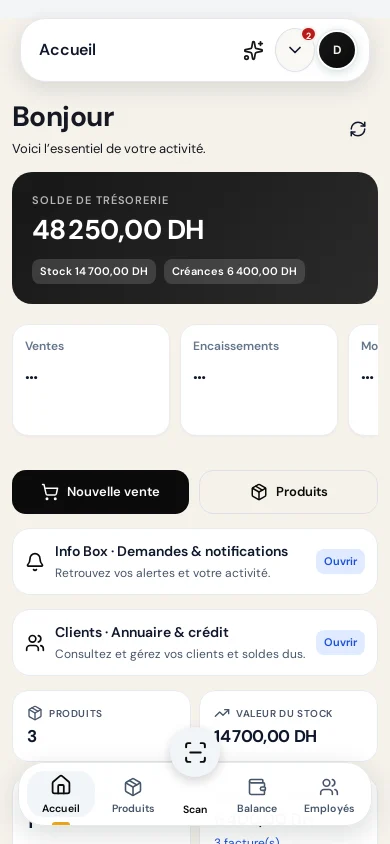 Accueil
2
D
Bonjour
Voici l’essentiel de votre activité.
SOLDE DE TRÉSORERIE
48 250,00 DH
Stock 14 700,00 DH
Créances 6 400,00 DH
Ventes
Encaissements
Mo
...
...
...
Nouvelle vente
Produits
Info Box · Demandes & notifications
Retrouvez vos alertes et votre activité.
Ouvrir
Clients · Annuaire & crédit
Consultez et gérez vos clients et soldes dus.
Ouvrir
PRODUITS
3
VALEUR DU STOCK
14 700,00 DH
Accueil
Produits
Scan
Balance
Employés
3 facture(s)